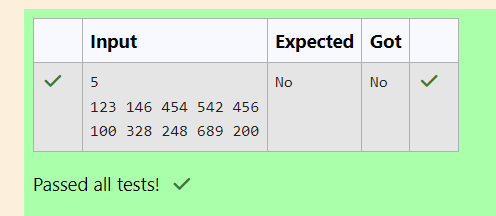 Input Expected Got
5 No No
123 146 454 542 456
100 328 248 689 200
Passed all tests!